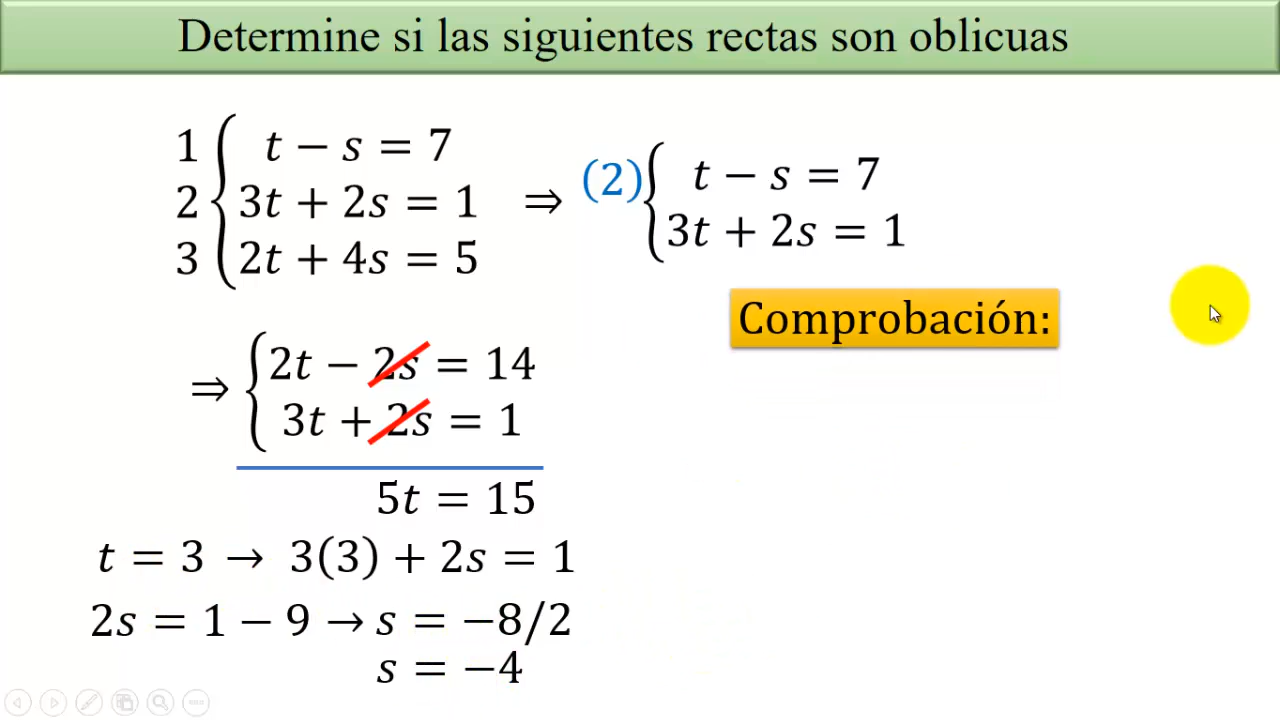 Determine si las siguientes rectas son oblicuas
1 t − s = 7
2 3t + 2s = 1
3 2t + 4s = 5
⇒ (2) t − s = 7
3t + 2s = 1
Comprobación:
⇒ 2t − 2s = 14
3t + 2s = 1
5t = 15
t = 3 → 3(3) + 2s = 1
2s = 1 − 9 → s = −8/2
s = −4